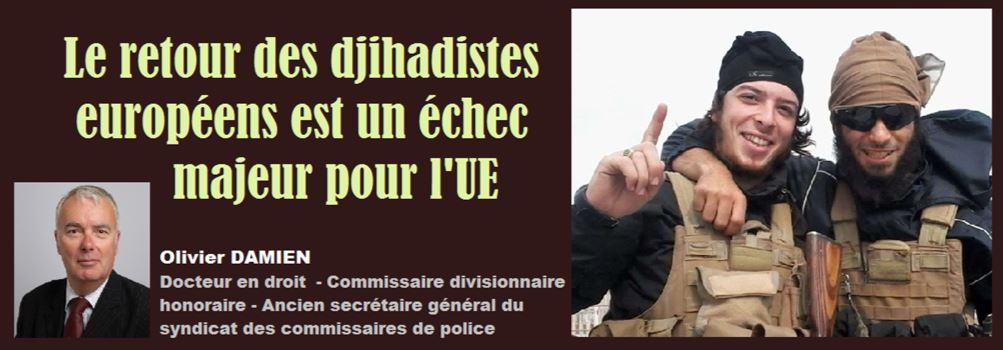 Le retour des djihadistes
européens est un échec
majeur pour l'UE
Olivier DAMIEN
Docteur en droit - Commissaire divisionnaire
honoraire - Ancien secrétaire général du
syndicat des commissaires de police